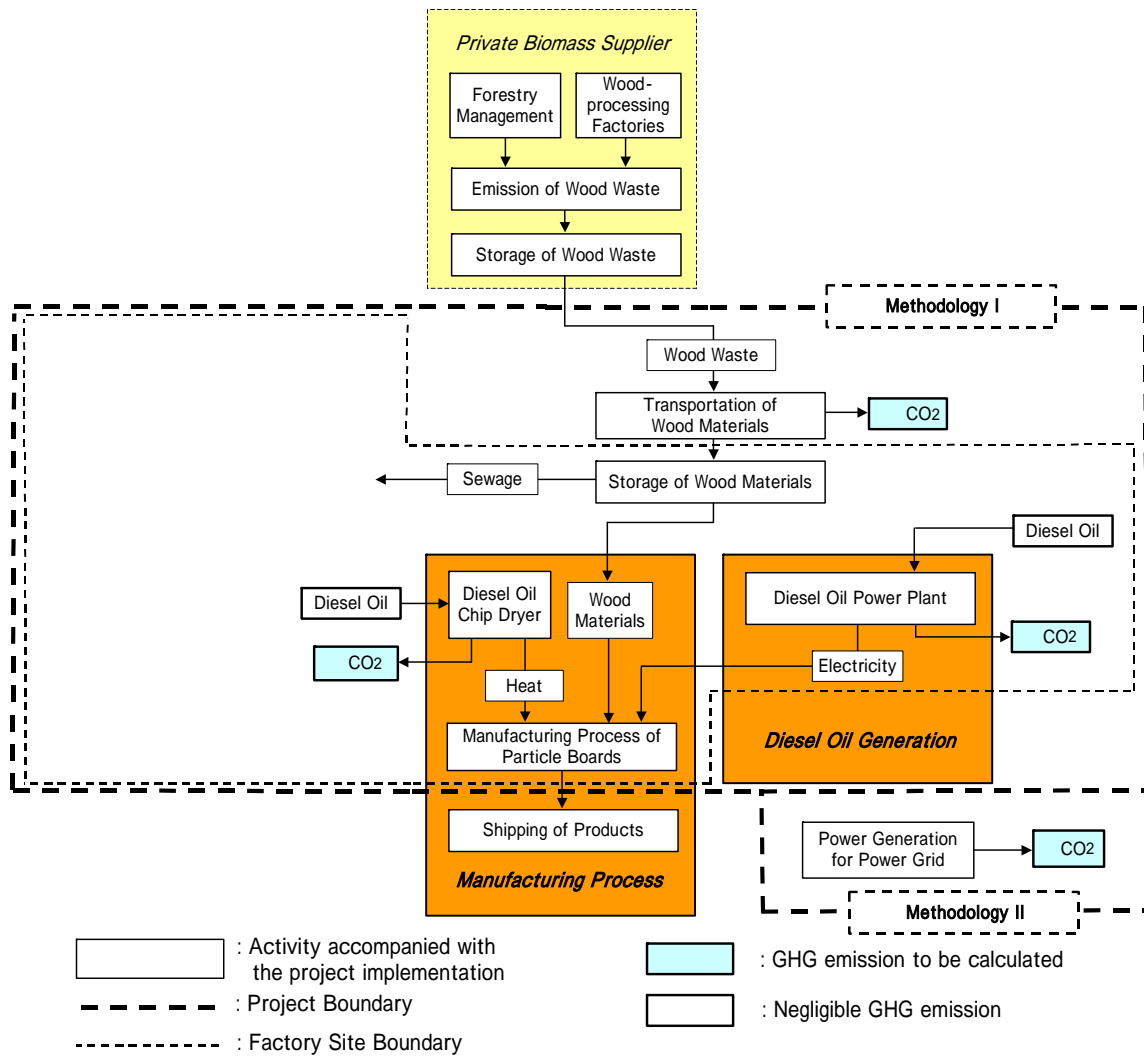 Private Biomass Supplier
Forestry
Management
Wood-
processing
Factories
Emission of Wood Waste
Storage of Wood Waste
Methodology I
Wood Waste
Transportation of
Wood Materials
CO2
Sewage
Storage of Wood Materials
Diesel Oil
Diesel Oil
Diesel Oil
Chip Dryer
Wood
Materials
Diesel Oil Power Plant
CO2
CO2
Electricity
Heat
Manufacturing Process of
Particle Boards
Diesel Oil Generation
Shipping of Products
Manufacturing Process
Power Generation
for Power Grid
CO2
Methodology II
: Activity accompanied with
the project implementation
: Project Boundary
: Factory Site Boundary
: GHG emission to be calculated
: Negligible GHG emission